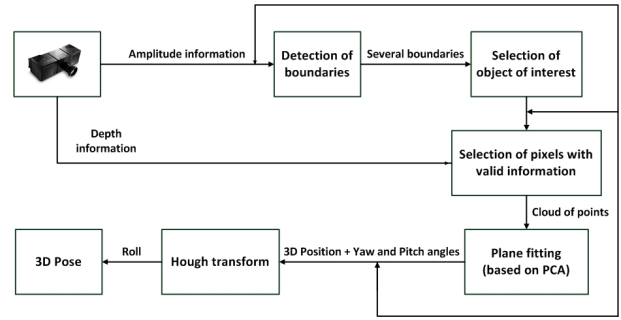 Amplitude information
Detection of
boundaries
Several boundaries
Selection of
object of interest
Depth
information
Selection of pixels with
valid information
Cloud of points
Plane fitting
(based on PCA)
3D Position + Yaw and Pitch angles
Hough transform
Roll
3D Pose